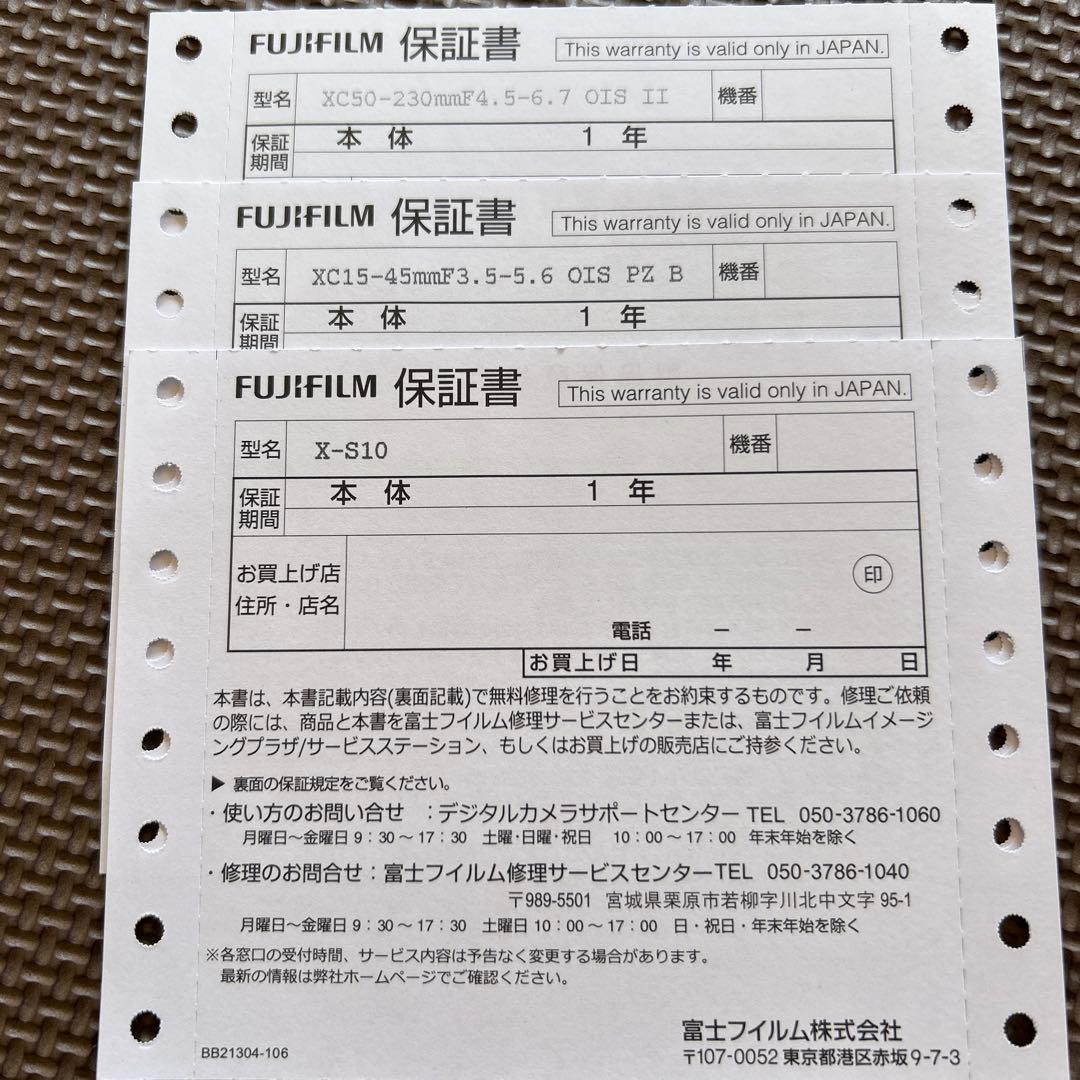 FUJIFILM 保証書 This warranty is valid only in JAPAN.
型名 XC50-230mmF4.5-6.7 OIS II 機番
保証期間 本体 1年
FUJIFILM 保証書 This warranty is valid only in JAPAN.
型名 XC15-45mmF3.5-5.6 OIS PZ B 機番
保証期間 本体 1年
FUJIFILM 保証書 This warranty is valid only in JAPAN.
型名 X-S10 機番
保証期間 本体 1年
お買上げ店 印
住所・店名
電話 ー ー
お買上げ日 年 月 日
本書は、本書記載内容(裏面記載)で無料修理を行うことをお約束するものです。修理ご依頼
の際には、商品と本書を富士フイルム修理サービスセンターまたは、富士フイルムイメージ
ングプラザ/サービスステーション、もしくはお買上げの販売店にご持参ください。
▶ 裏面の保証規定をご覧ください。
・使い方のお問い合せ ：デジタルカメラサポートセンター TEL 050-3786-1060
月曜日～金曜日 9：30～17：30 土曜・日曜・祝日 10：00～17：00 年末年始を除く
・修理のお問合せ：富士フイルム修理サービスセンターTEL 050-3786-1040
〒989-5501 宮城県栗原市若柳字川北中文字 95-1
月曜日～金曜日 9：30～17：30 土曜日 10：00～17：00 日・祝日・年末年始を除く
※各窓口の受付時間、サービス内容は予告なく変更する場合があります。
最新の情報は弊社ホームページでご確認ください。
富士フイルム株式会社
BB21304-106 〒107-0052 東京都港区赤坂9-7-3